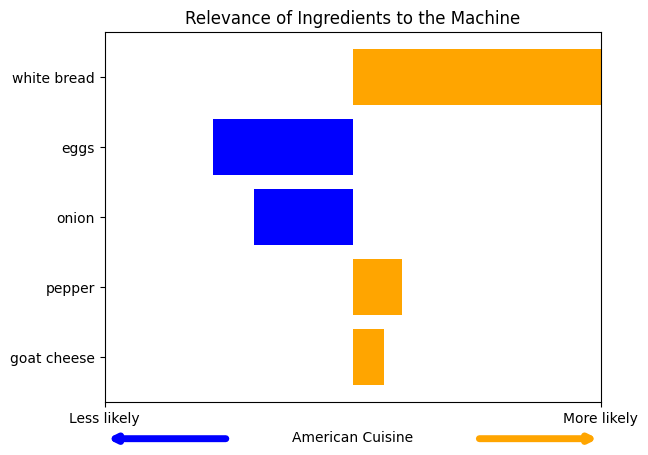 Relevance of Ingredients to the Machine
white bread
eggs
onion
pepper
goat cheese
Less likely
More likely
American Cuisine